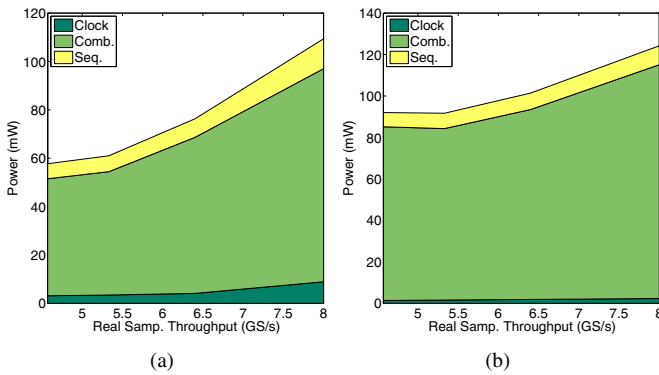 120
100
80
60
40
20
0
Power (mW)
Clock
Comb.
Seq.
5 5.5 6 6.5 7 7.5 8
Real Samp. Throughput (GS/s)
(a)
140
120
100
80
60
40
20
0
Power (mW)
Clock
Comb.
Seq.
5 5.5 6 6.5 7 7.5 8
Real Samp. Throughput (GS/s)
(b)